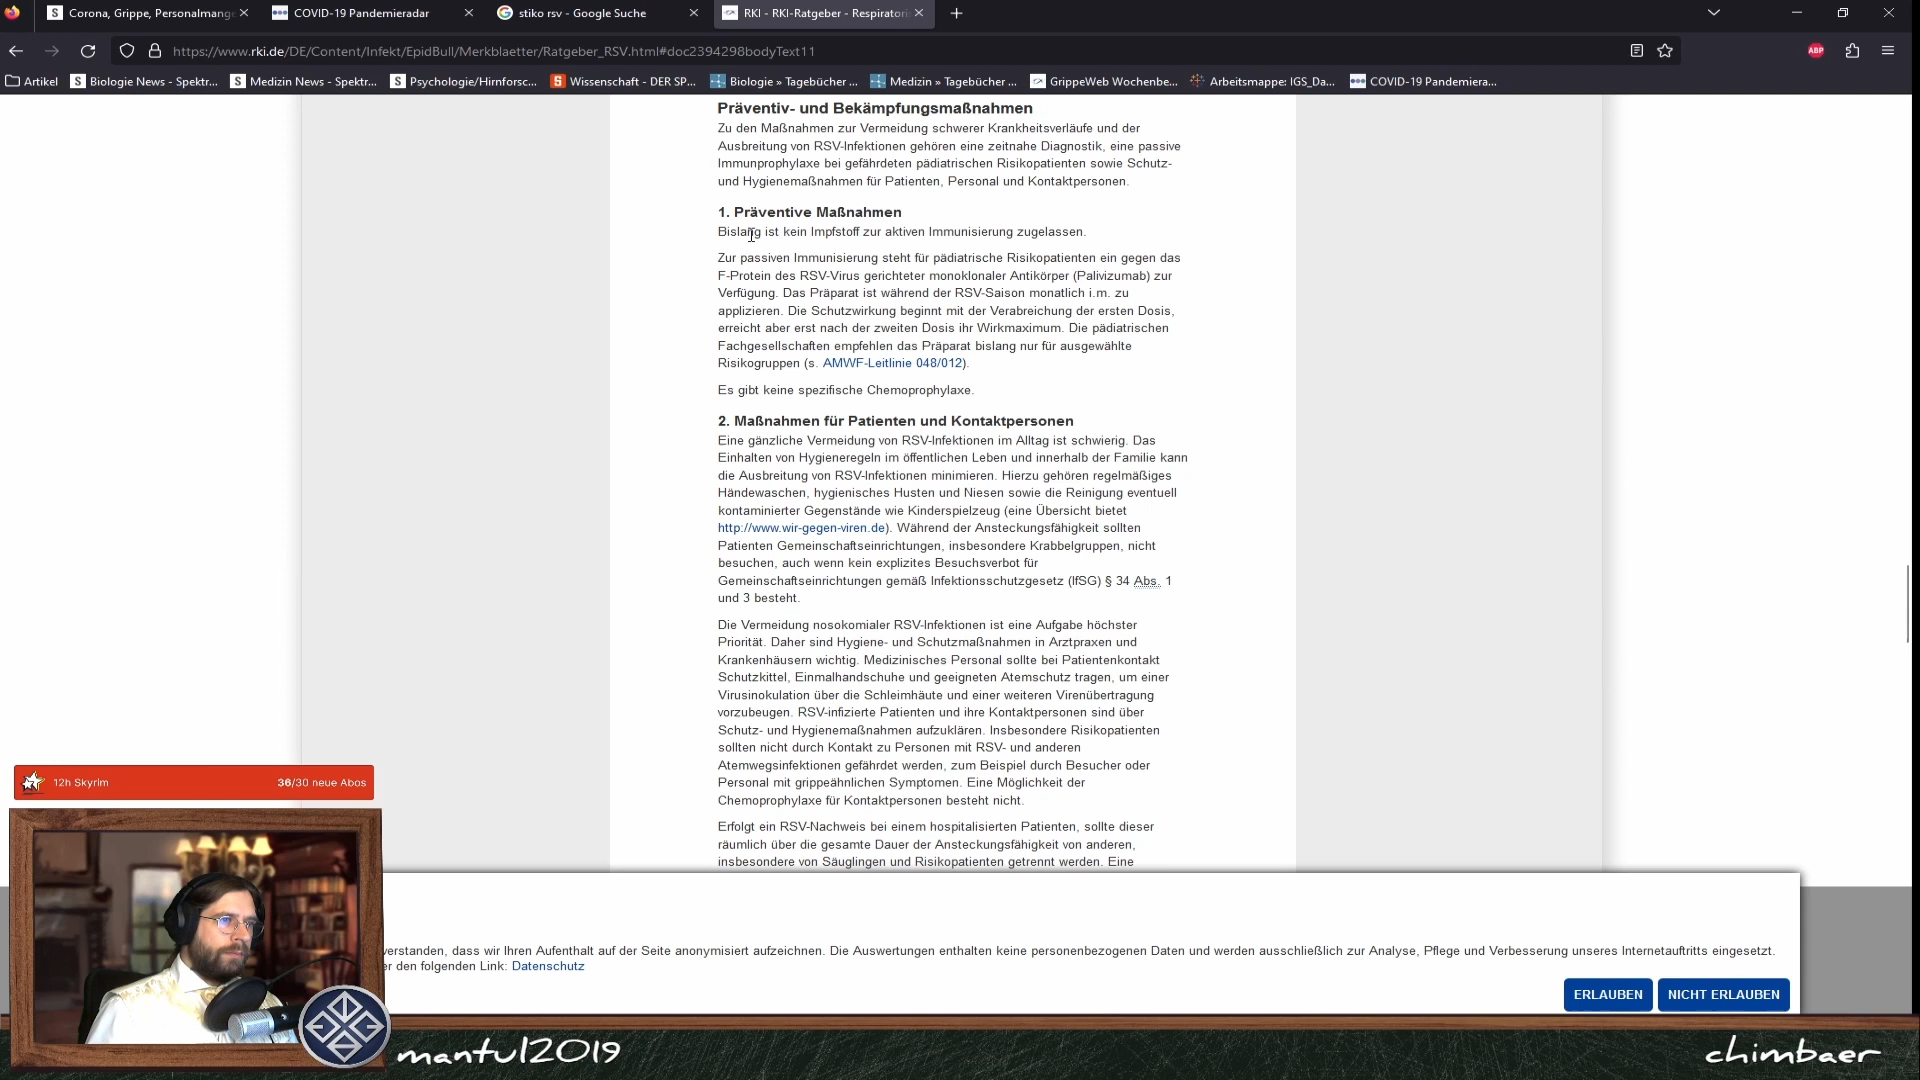 Corona, Grippe, Personalmang
COVID-19 Pandemieradar
stiko rsv - Google Suche
RKI - RKI-Ratgeber - Respiratori
https://www.rki.de/DE/Content/Infekt/EpidBull/Merkblaetter/Ratgeber_RSV.html#doc2394298bodyText11
ABP
Artikel
Biologie News - Spektr...
Medizin News - Spektr...
Psychologie/Hirnforsc...
Wissenschaft - DER SP...
Biologie » Tagebücher ...
Medizin » Tagebücher ...
GrippeWeb Wochenbe...
Arbeitsmappe: IGS_Da...
COVID-19 Pandemiera...
Präventiv- und Bekämpfungsmaßnahmen
Zu den Maßnahmen zur Vermeidung schwerer Krankheitsverläufe und der
Ausbreitung von RSV-Infektionen gehören eine zeitnahe Diagnostik, eine passive
Immunprophylaxe bei gefährdeten pädiatrischen Risikopatienten sowie Schutz-
und Hygienemaßnahmen für Patienten, Personal und Kontaktpersonen.
1. Präventive Maßnahmen
Bislang ist kein Impfstoff zur aktiven Immunisierung zugelassen.
Zur passiven Immunisierung steht für pädiatrische Risikopatienten ein gegen das
F-Protein des RSV-Virus gerichteter monoklonaler Antikörper (Palivizumab) zur
Verfügung. Das Präparat ist während der RSV-Saison monatlich i.m. zu
applizieren. Die Schutzwirkung beginnt mit der Verabreichung der ersten Dosis,
erreicht aber erst nach der zweiten Dosis ihr Wirkmaximum. Die pädiatrischen
Fachgesellschaften empfehlen das Präparat bislang nur für ausgewählte
Risikogruppen (s. AMWF-Leitlinie 048/012).
Es gibt keine spezifische Chemoprophylaxe.
2. Maßnahmen für Patienten und Kontaktpersonen
Eine gänzliche Vermeidung von RSV-Infektionen im Alltag ist schwierig. Das
Einhalten von Hygieneregeln im öffentlichen Leben und innerhalb der Familie kann
die Ausbreitung von RSV-Infektionen minimieren. Hierzu gehören regelmäßiges
Händewaschen, hygienisches Husten und Niesen sowie die Reinigung eventuell
kontaminierter Gegenstände wie Kinderspielzeug (eine Übersicht bietet
http://www.wir-gegen-viren.de). Während der Ansteckungsfähigkeit sollten
Patienten Gemeinschaftseinrichtungen, insbesondere Krabbelgruppen, nicht
besuchen, auch wenn kein explizites Besuchsverbot für
Gemeinschaftseinrichtungen gemäß Infektionsschutzgesetz (IfSG) § 34 Abs. 1
und 3 besteht.
Die Vermeidung nosokomialer RSV-Infektionen ist eine Aufgabe höchster
Priorität. Daher sind Hygiene- und Schutzmaßnahmen in Arztpraxen und
Krankenhäusern wichtig. Medizinisches Personal sollte bei Patientenkontakt
Schutzkittel, Einmalhandschuhe und geeigneten Atemschutz tragen, um einer
Virusinokulation über die Schleimhäute und einer weiteren Virenübertragung
vorzubeugen. RSV-infizierte Patienten und ihre Kontaktpersonen sind über
Schutz- und Hygienemaßnahmen aufzuklären. Insbesondere Risikopatienten
sollten nicht durch Kontakt zu Personen mit RSV- und anderen
Atemwegsinfektionen gefährdet werden, zum Beispiel durch Besucher oder
Personal mit grippeähnlichen Symptomen. Eine Möglichkeit der
Chemoprophylaxe für Kontaktpersonen besteht nicht.
Erfolgt ein RSV-Nachweis bei einem hospitalisierten Patienten, sollte dieser
räumlich über die gesamte Dauer der Ansteckungsfähigkeit von anderen,
insbesondere von Säuglingen und Risikopatienten getrennt werden. Eine
12h Skyrim
36/30 neue Abos
verstanden, dass wir Ihren Aufenthalt auf der Seite anonymisiert aufzeichnen. Die Auswertungen enthalten keine personenbezogenen Daten und werden ausschließlich zur Analyse, Pflege und Verbesserung unseres Internetauftritts eingesetzt.
er den folgenden Link: Datenschutz
ERLAUBEN
NICHT ERLAUBEN
mantul2019
chimbaer